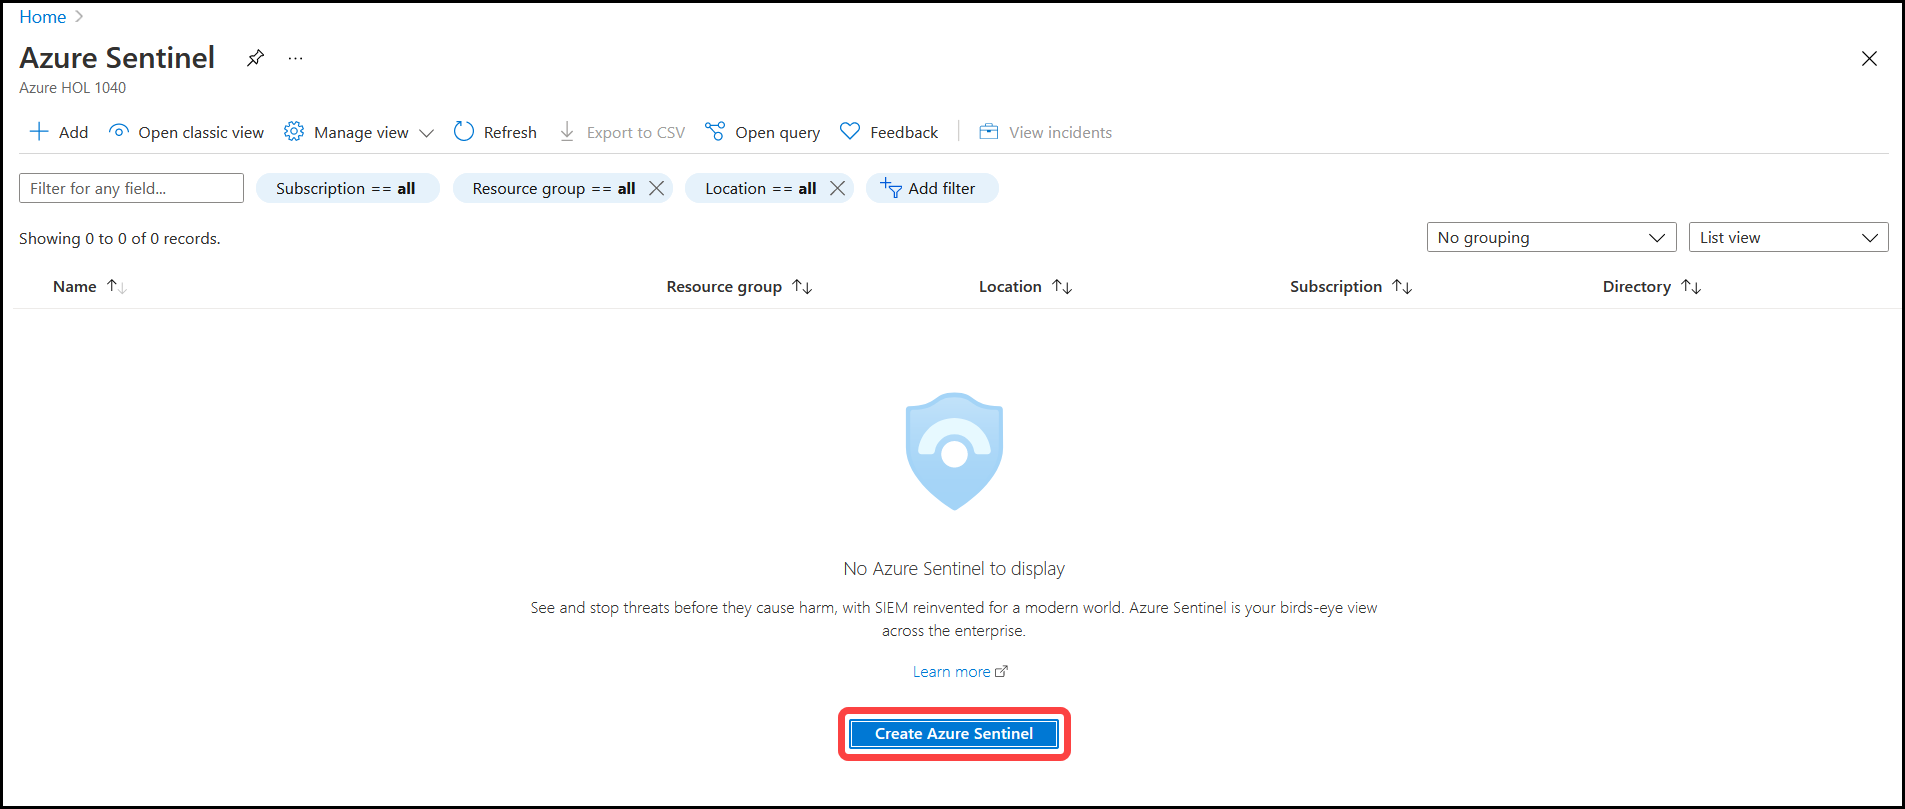 Home
Azure Sentinel
Azure HOL 1040
Add Open classic view Manage view Refresh Export to CSV Open query Feedback View incidents
Filter for any field... Subscription == all Resource group == all Location == all Add filter
Showing 0 to 0 of 0 records. No grouping List view
Name Resource group Location Subscription Directory
No Azure Sentinel to display
See and stop threats before they cause harm, with SIEM reinvented for a modern world. Azure Sentinel is your birds-eye view
across the enterprise.
Learn more
Create Azure Sentinel